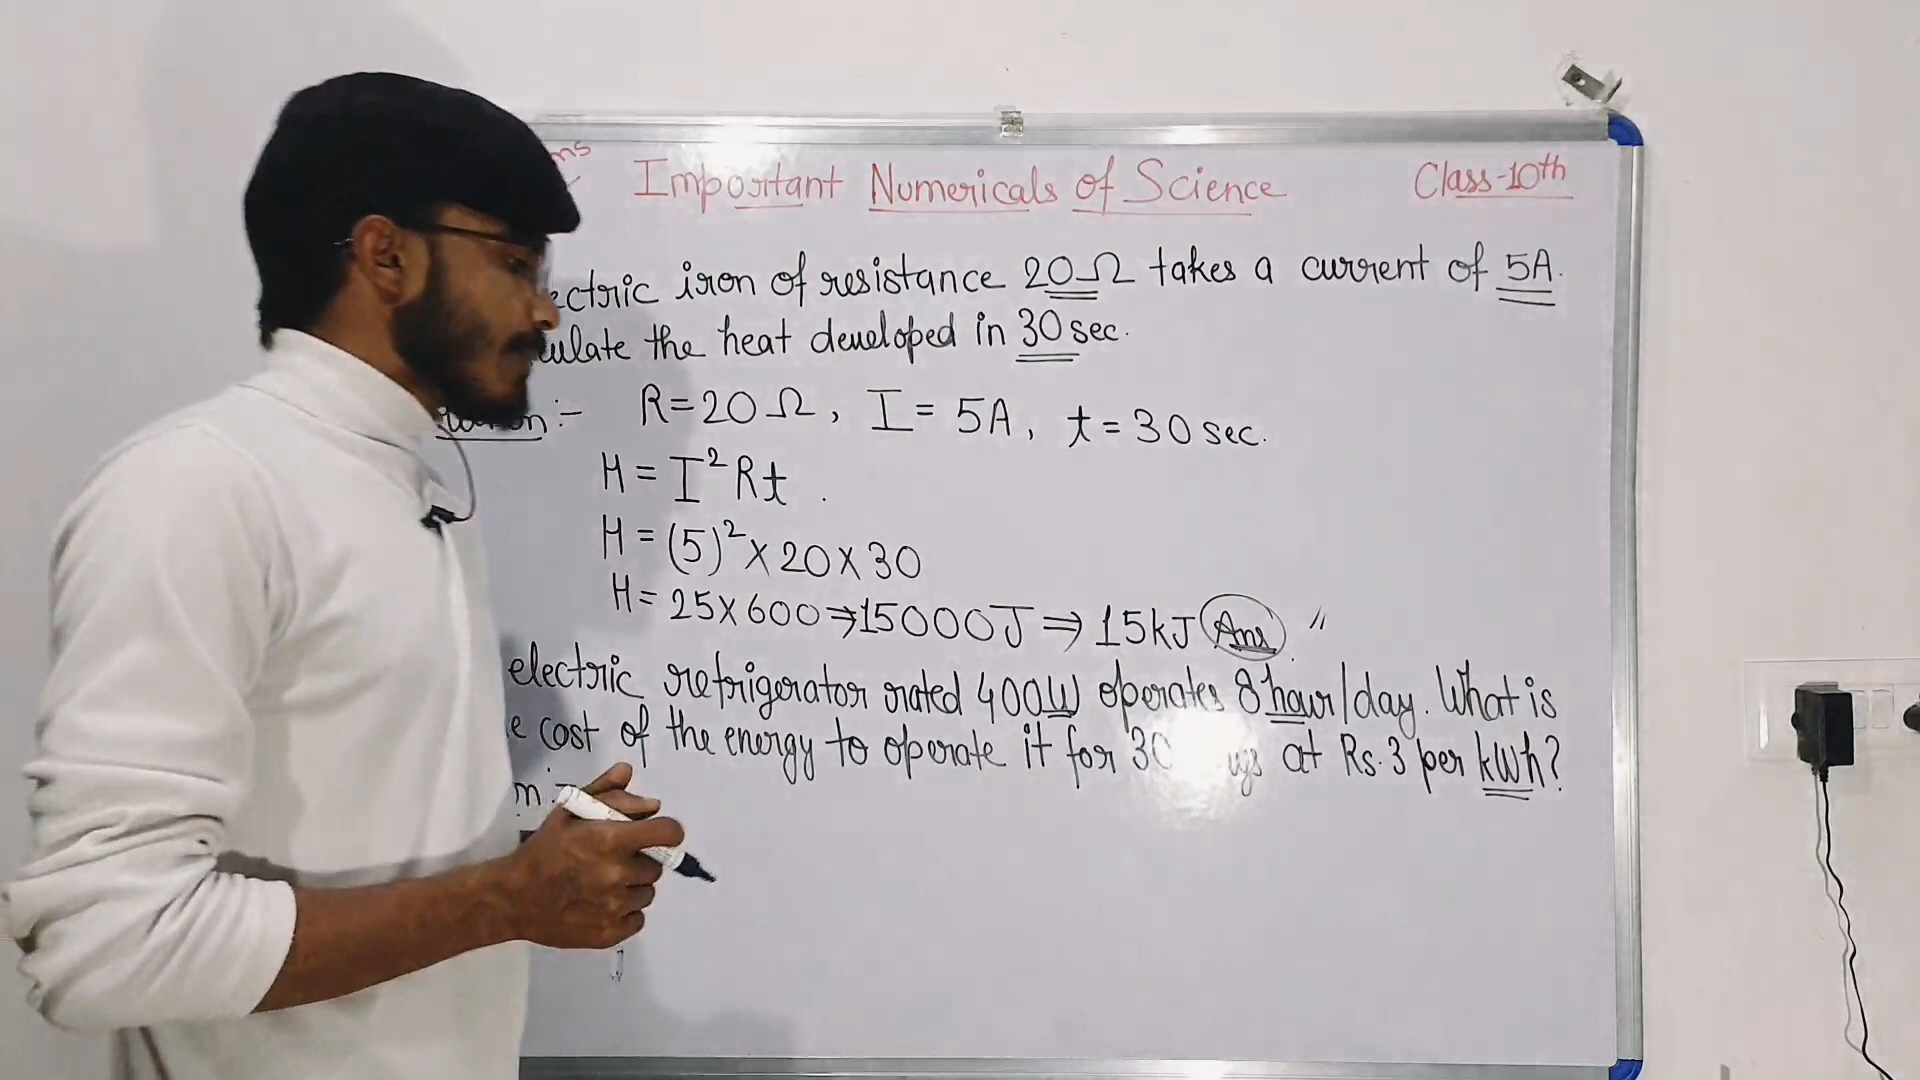 Important Numericals of Science Class-10th
iron of resistance 20Ω takes a current of 5A.
the heat developed in 30 sec.
R=20Ω, I= 5A, t=30 sec.
H = I²Rt
H = (5)²×20×30
H = 25×600⇒15000J⇒15kJ Ans
electric refrigerator rated 400W operates 8 hour/day. What is
cost of the energy to operate it for at Rs.3 per kWh?